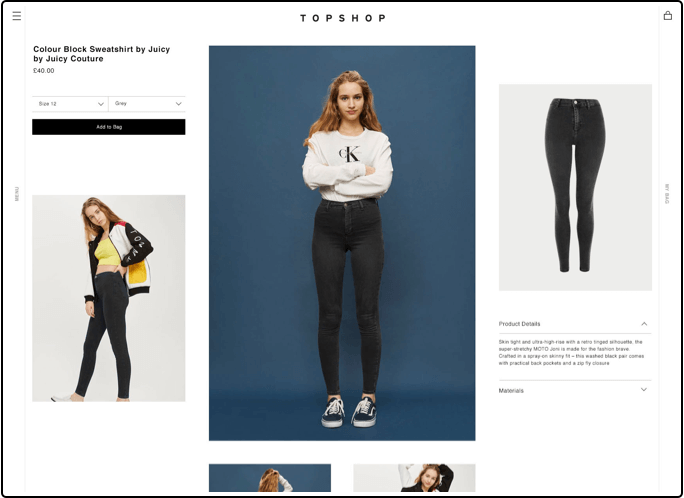 TOPSHOP
Colour Block Sweatshirt by Juicy
by Juicy Couture
£40.00
Size 12
Grey
Add to Bag
MY BAG
CK
Product Details
Skin tight and ultra-high-rise with a retro tinged silhouette, the
super-stretchy MOTO Joni is made for the fashion brave
Crafted in a spray-on skinny fit – this washed black pair comes
with practical back pockets and a zip fly closure
Materials